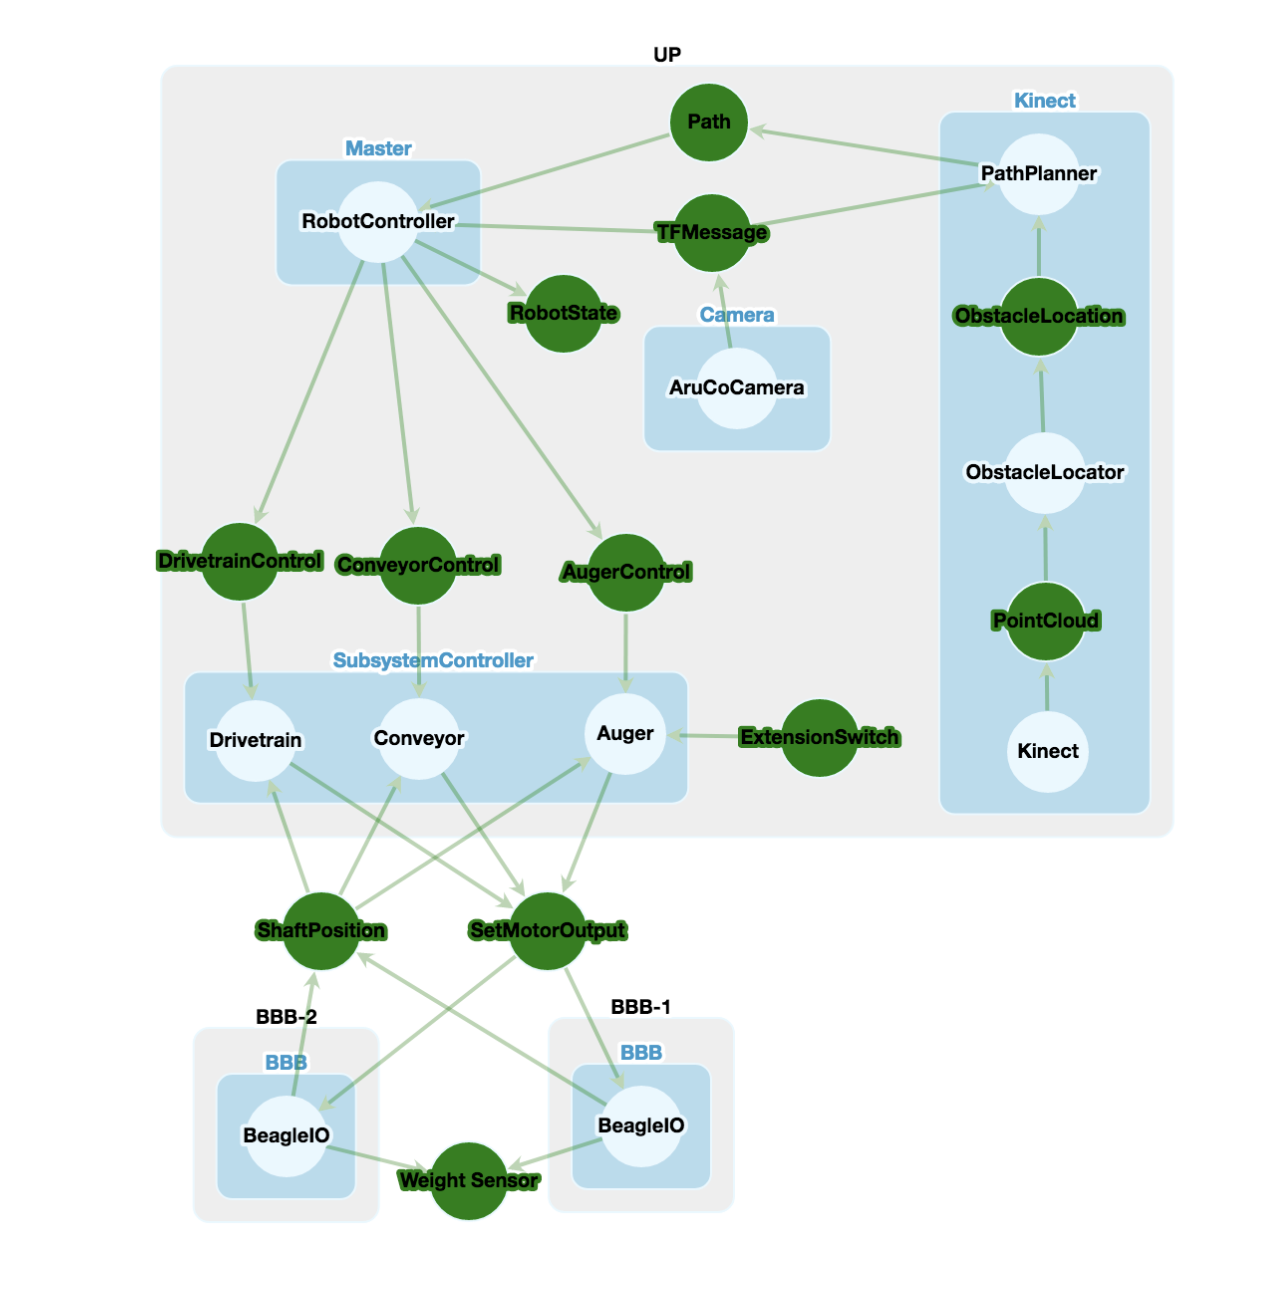 UP
Kinect
Path
Master
PathPlanner
RobotController
TFMessage
RobotState
Camera
ObstacleLocation
AruCoCamera
ObstacleLocator
DrivetrainControl
ConveyorControl
AugerControl
PointCloud
SubsystemController
Drivetrain
Conveyor
Auger
ExtensionSwitch
Kinect
ShaftPosition
SetMotorOutput
BBB-2
BBB-1
BBB
BBB
BeagleIO
BeagleIO
Weight Sensor